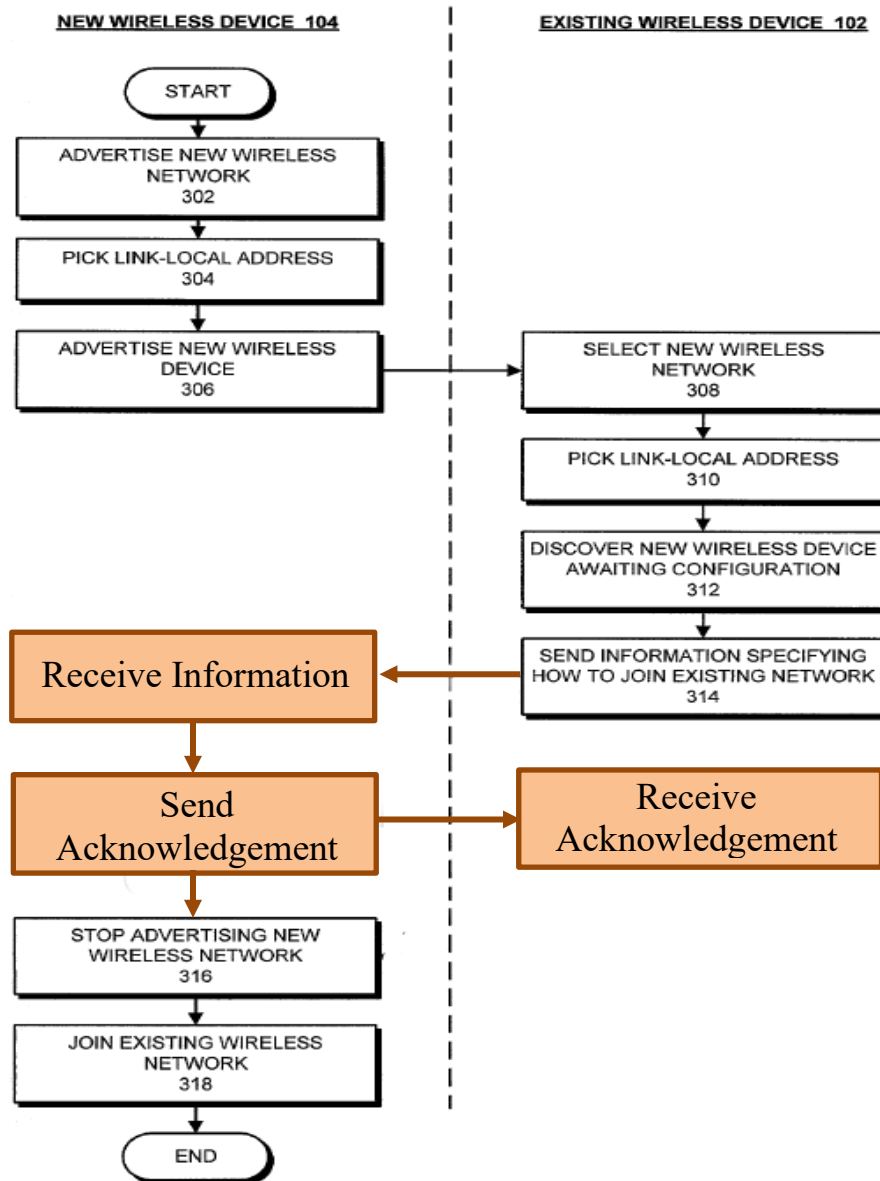 NEW WIRELESS DEVICE 104
EXISTING WIRELESS DEVICE 102
START
ADVERTISE NEW WIRELESS
NETWORK
302
PICK LINK-LOCAL ADDRESS
304
ADVERTISE NEW WIRELESS
DEVICE
306
SELECT NEW WIRELESS
NETWORK
308
PICK LINK-LOCAL ADDRESS
310
DISCOVER NEW WIRELESS DEVICE
AWAITING CONFIGURATION
312
SEND INFORMATION SPECIFYING
HOW TO JOIN EXISTING NETWORK
314
Receive Information
Send
Acknowledgement
Receive
Acknowledgement
STOP ADVERTISING NEW
WIRELESS NETWORK
316
JOIN EXISTING WIRELESS
NETWORK
318
END